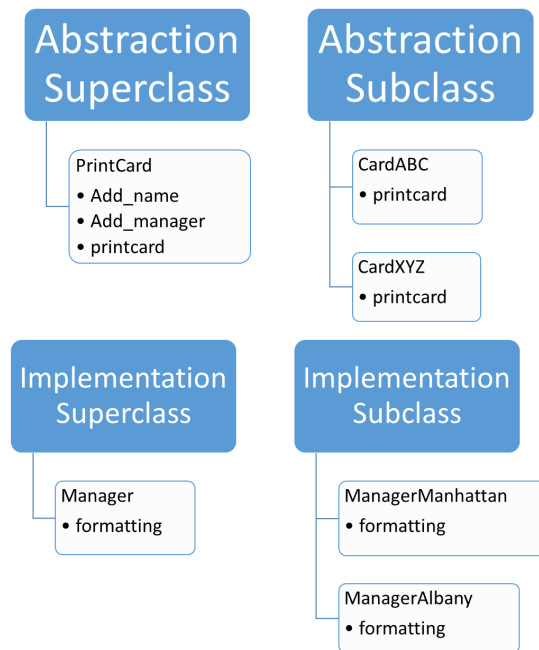 Abstraction
Superclass
PrintCard
• Add_name
• Add_manager
• printcard
Abstraction
Subclass
CardABC
• printcard
CardXYZ
• printcard
Implementation
Superclass
Manager
• formatting
Implementation
Subclass
ManagerManhattan
• formatting
ManagerAlbany
• formatting